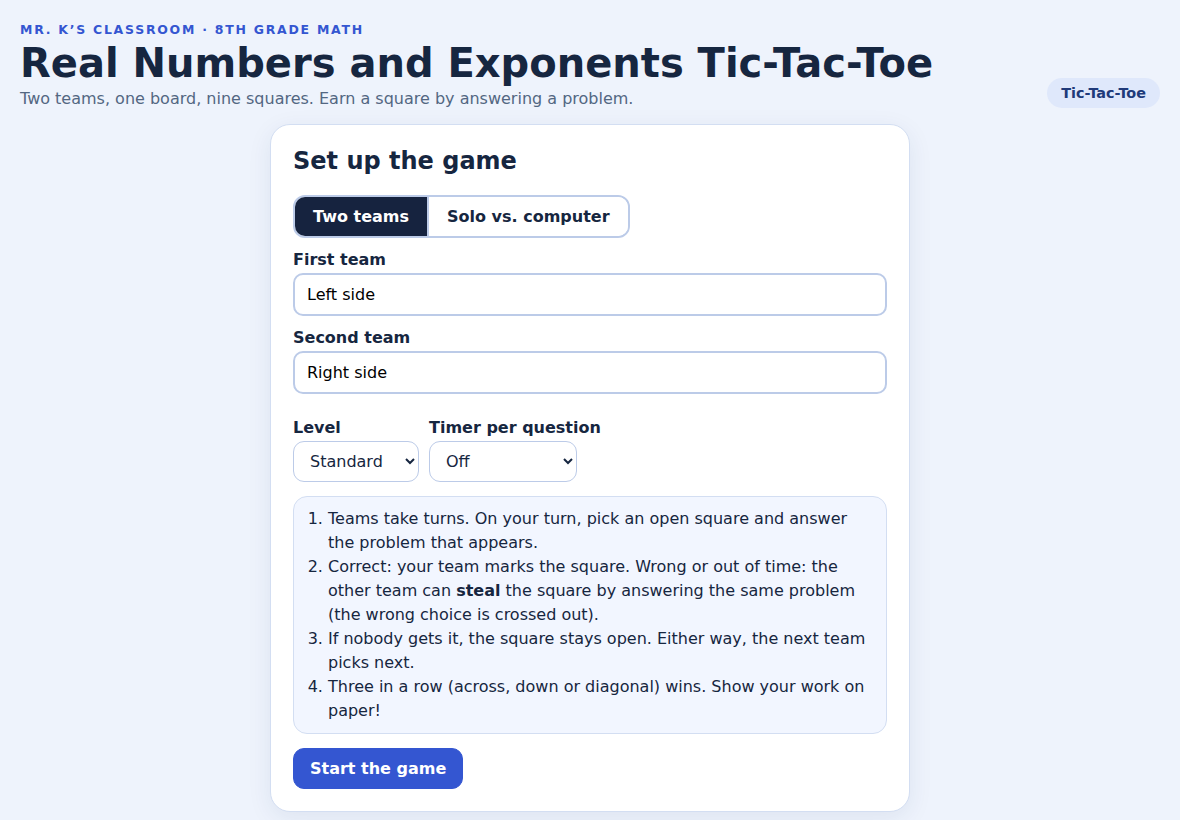 MR. K’S CLASSROOM · 8TH GRADE MATH
Real Numbers and Exponents Tic-Tac-Toe
Two teams, one board, nine squares. Earn a square by answering a problem.
Tic-Tac-Toe
Set up the game
Two teams
Solo vs. computer
First team
Left side
Second team
Right side
Level
Timer per question
Standard
Off
1. Teams take turns. On your turn, pick an open square and answer
the problem that appears.
2. Correct: your team marks the square. Wrong or out of time: the
other team can steal the square by answering the same problem
(the wrong choice is crossed out).
3. If nobody gets it, the square stays open. Either way, the next team
picks next.
4. Three in a row (across, down or diagonal) wins. Show your work on
paper!
Start the game